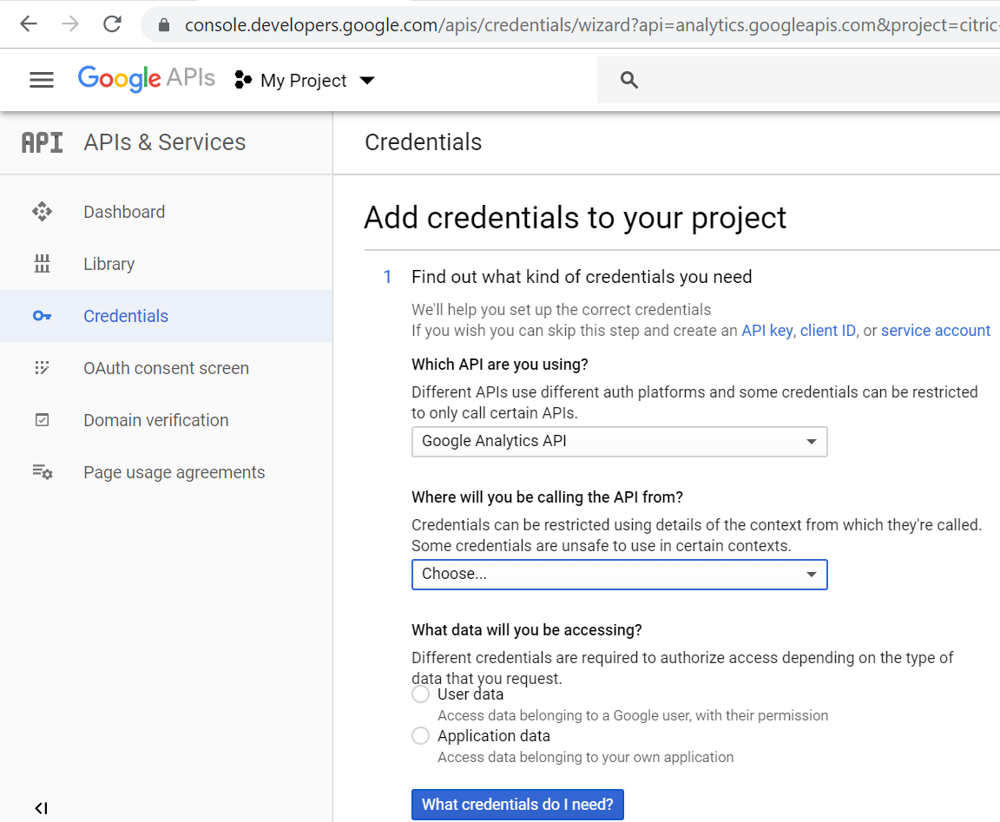 console.developers.google.com/apis/credentials/wizard?api=analytics.googleapis.com&project=citric-
Google APIs My Project
API APIs & Services
Credentials
Dashboard
Library
Credentials
OAuth consent screen
Domain verification
Page usage agreements
Add credentials to your project
1 Find out what kind of credentials you need
We'll help you set up the correct credentials
If you wish you can skip this step and create an API key, client ID, or service account
Which API are you using?
Different APIs use different auth platforms and some credentials can be restricted
to only call certain APIs.
Google Analytics API
Where will you be calling the API from?
Credentials can be restricted using details of the context from which they're called.
Some credentials are unsafe to use in certain contexts.
Choose...
What data will you be accessing?
Different credentials are required to authorize access depending on the type of
data that you request.
User data
Access data belonging to a Google user, with their permission
Application data
Access data belonging to your own application
What credentials do I need?